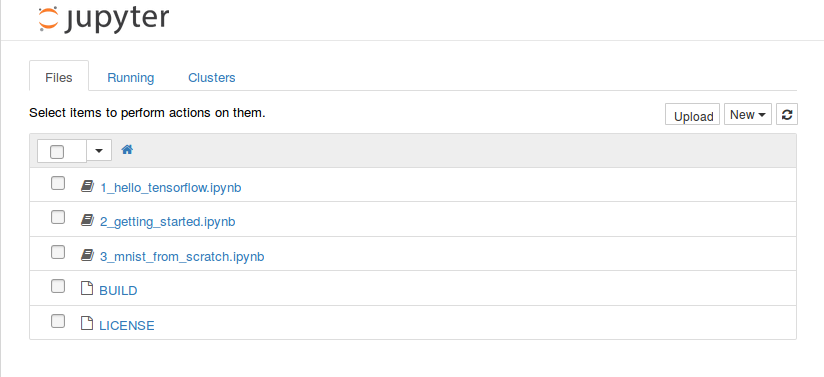 jupyter
Files Running Clusters
Select items to perform actions on them. Upload New
1_hello_tensorflow.ipynb
2_getting_started.ipynb
3_mnist_from_scratch.ipynb
BUILD
LICENSE